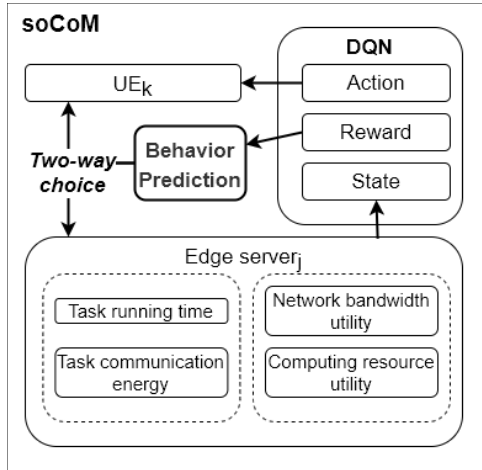 soCoM
DQN
UEk
Action
Reward
State
Two-way
choice
Behavior
Prediction
Edge serverj
Task running time
Task communication
energy
Network bandwidth
utility
Computing resource
utility